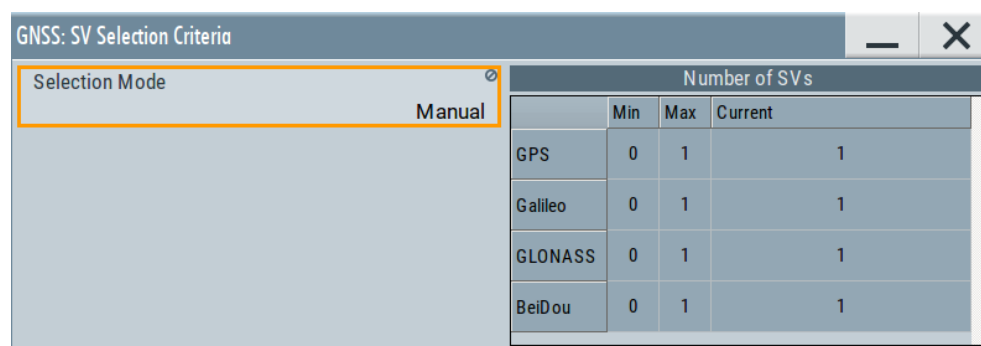 GNSS: SV Selection Criteria
Selection Mode
Manual
Number of SVs
Min Max Current
GPS 0 1 1
Galileo 0 1 1
GLONASS 0 1 1
BeiDou 0 1 1